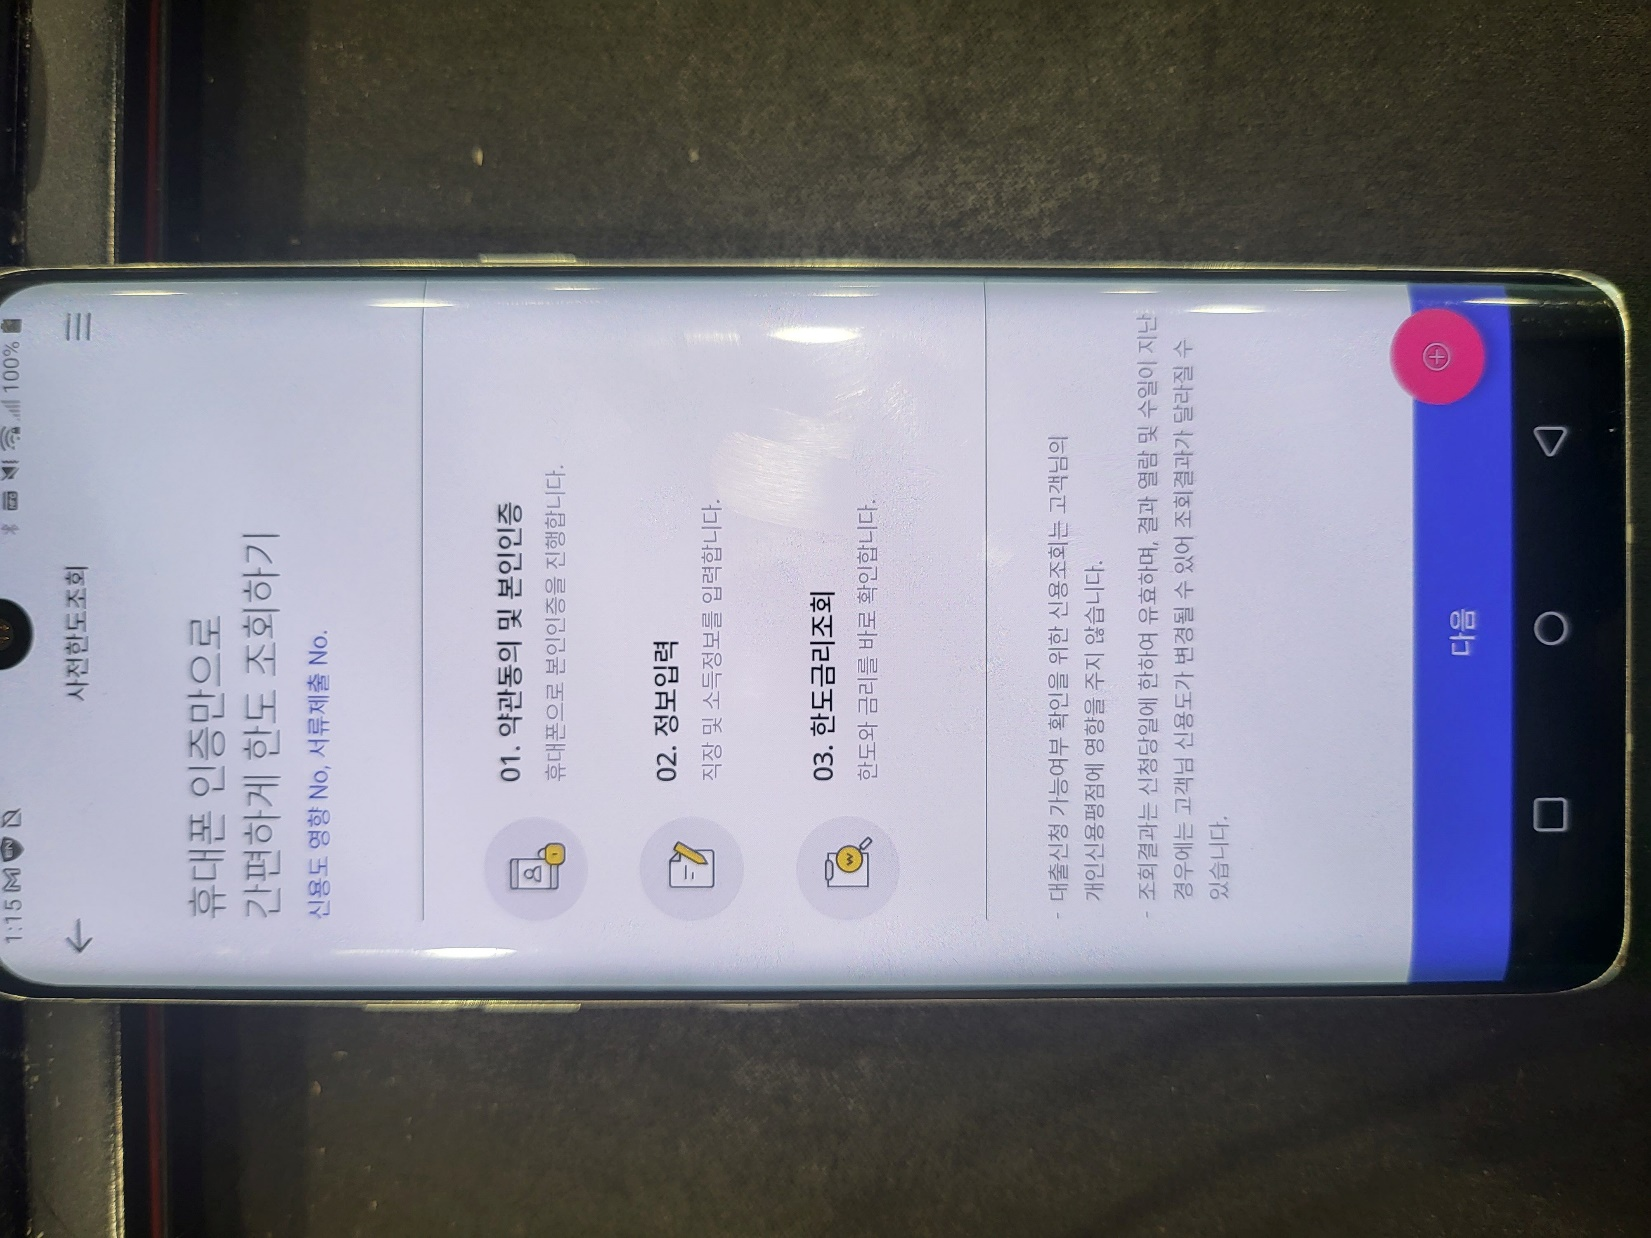 1:15
100%
사전한도조회
휴대폰 인증만으로
간편하게 한도 조회하기
신용도 영향 No, 서류제출 No.
01. 약관동의 및 본인인증
휴대폰으로 본인인증을 진행합니다.
02. 정보입력
직장 및 소득정보를 입력합니다.
03. 한도금리조회
한도와 금리를 바로 확인합니다.
- 대출신청 가능여부 확인을 위한 신용조회는 고객님의
개인신용평점에 영향을 주지 않습니다.
- 조회결과는 신청당일에 한하여 유효하며, 결과 열람 및 수일이 지난
경우에는 고객님 신용도가 변경될 수 있어 조회결과가 달라질 수
있습니다.
다음